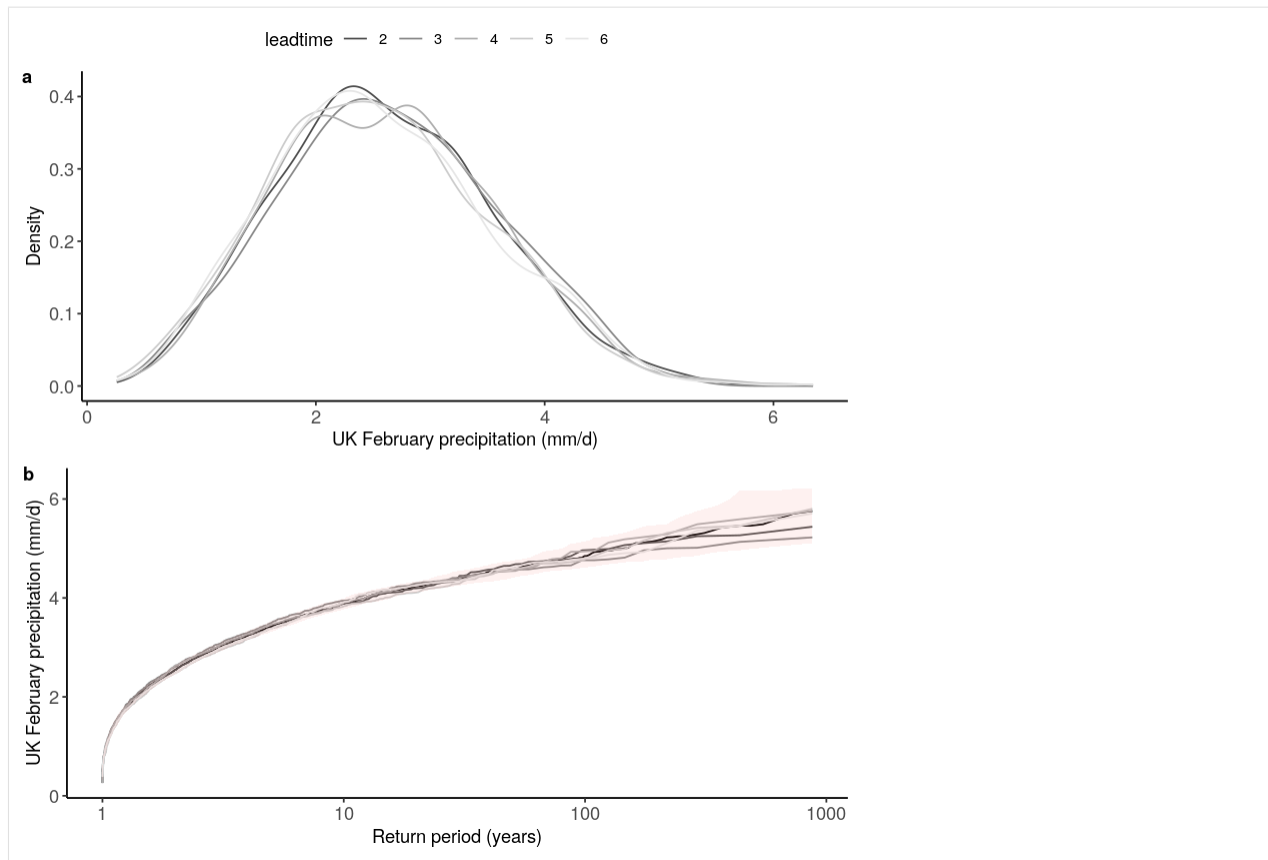 leadtime 2 3 4 5 6
a
0.4
0.3
0.2
0.1
0.0
Density
0 2 4 6
UK February precipitation (mm/d)
b
6
4
2
0
UK February precipitation (mm/d)
1 10 100 1000
Return period (years)